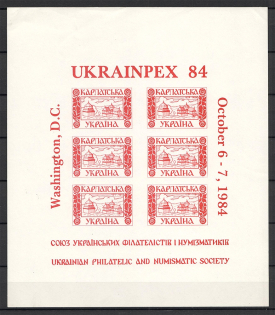 UKRAINPEX 84
Washington, D.C.
КАРПАТСЬКА
УКРАЇНА
КАРПАТСЬКА
УКРАЇНА
КАРПАТСЬКА
УКРАЇНА
КАРПАТСЬКА
УКРАЇНА
КАРПАТСЬКА
УКРАЇНА
КАРПАТСЬКА
УКРАЇНА
October 6 - 7, 1984
СОЮЗ УКРАЇНСЬКИХ ФІЛАТЕЛІСТІВ І НУМІЗМАТИКІВ
UKRAINIAN PHILATELIC AND NUMISMATIC SOCIETY